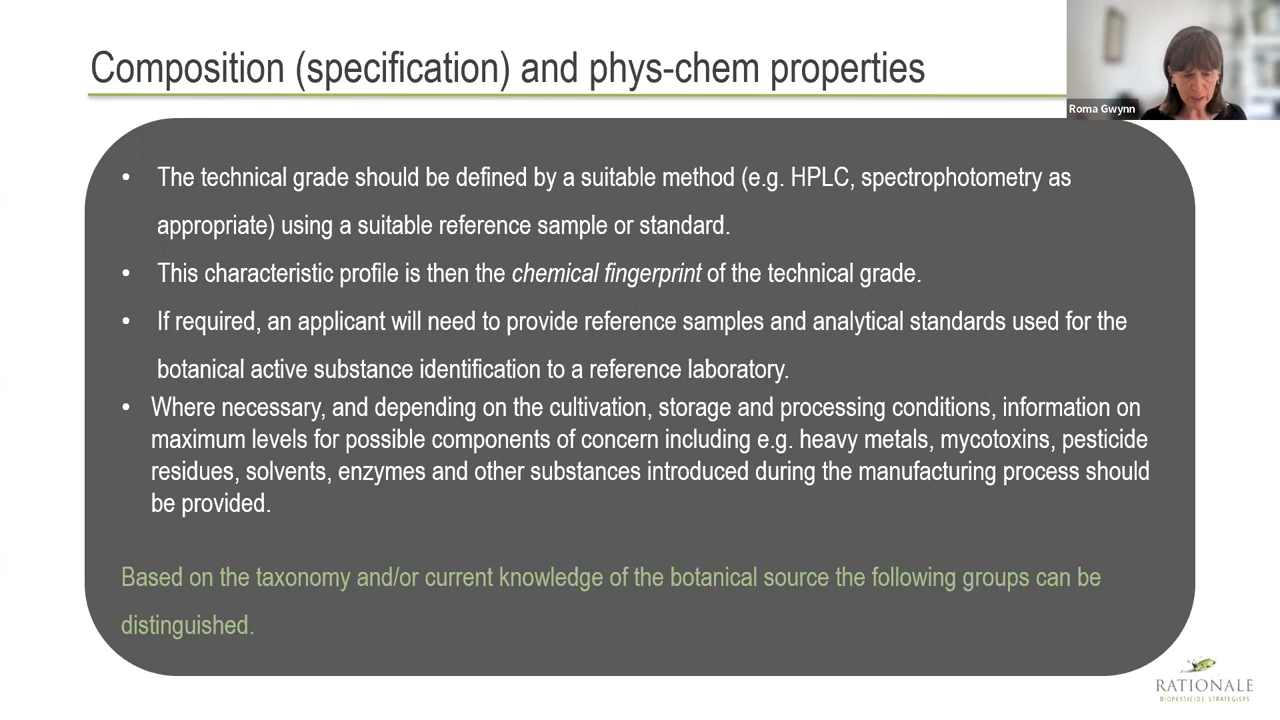 Composition (specification) and phys-chem properties
Roma Gwynn
• The technical grade should be defined by a suitable method (e.g. HPLC, spectrophotometry as
appropriate) using a suitable reference sample or standard.
• This characteristic profile is then the chemical fingerprint of the technical grade.
• If required, an applicant will need to provide reference samples and analytical standards used for the
botanical active substance identification to a reference laboratory.
• Where necessary, and depending on the cultivation, storage and processing conditions, information on
maximum levels for possible components of concern including e.g. heavy metals, mycotoxins, pesticide
residues, solvents, enzymes and other substances introduced during the manufacturing process should
be provided.
Based on the taxonomy and/or current knowledge of the botanical source the following groups can be
distinguished.
RATIONALE
BIOPESTICIDE STRATEGISTS